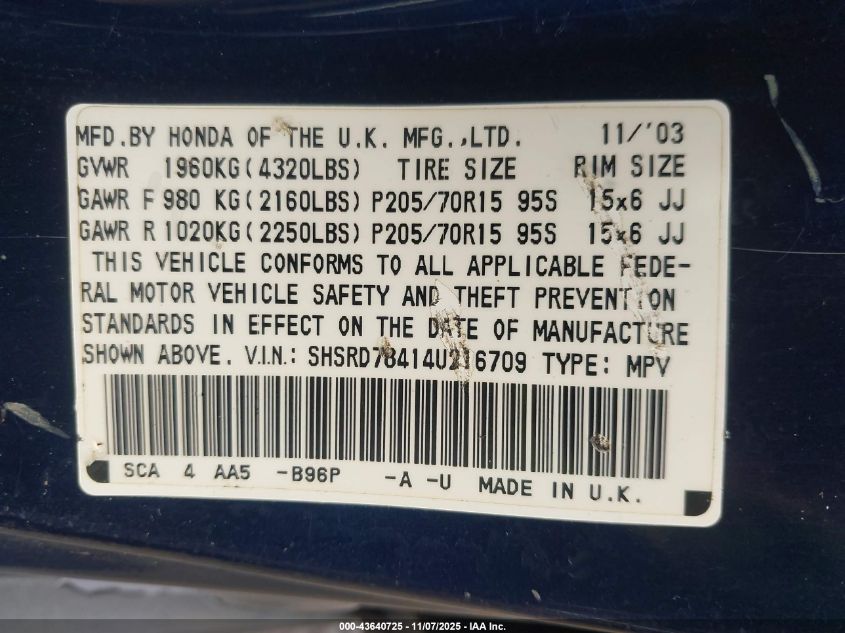 MFD.BY HONDA OF THE U.K. MFG.,LTD. 11/'03
GVWR 1960KG(4320LBS) TIRE SIZE RIM SIZE
GAWR F 980 KG(2160LBS) P205/70R15 95S 15x6 JJ
GAWR R 1020KG(2250LBS) P205/70R15 95S 15x6 JJ
THIS VEHICLE CONFORMS TO ALL APPLICABLE FEDE-
RAL MOTOR VEHICLE SAFETY AND THEFT PREVENTION
STANDARDS IN EFFECT ON THE DATE OF MANUFACTURE
SHOWN ABOVE. V.I.N.: SHSRD78414U216709 TYPE: MPV
SCA 4 AA5 -B96P -A -U MADE IN U.K.
000-43640725 - 11/07/2025 - IAA Inc.